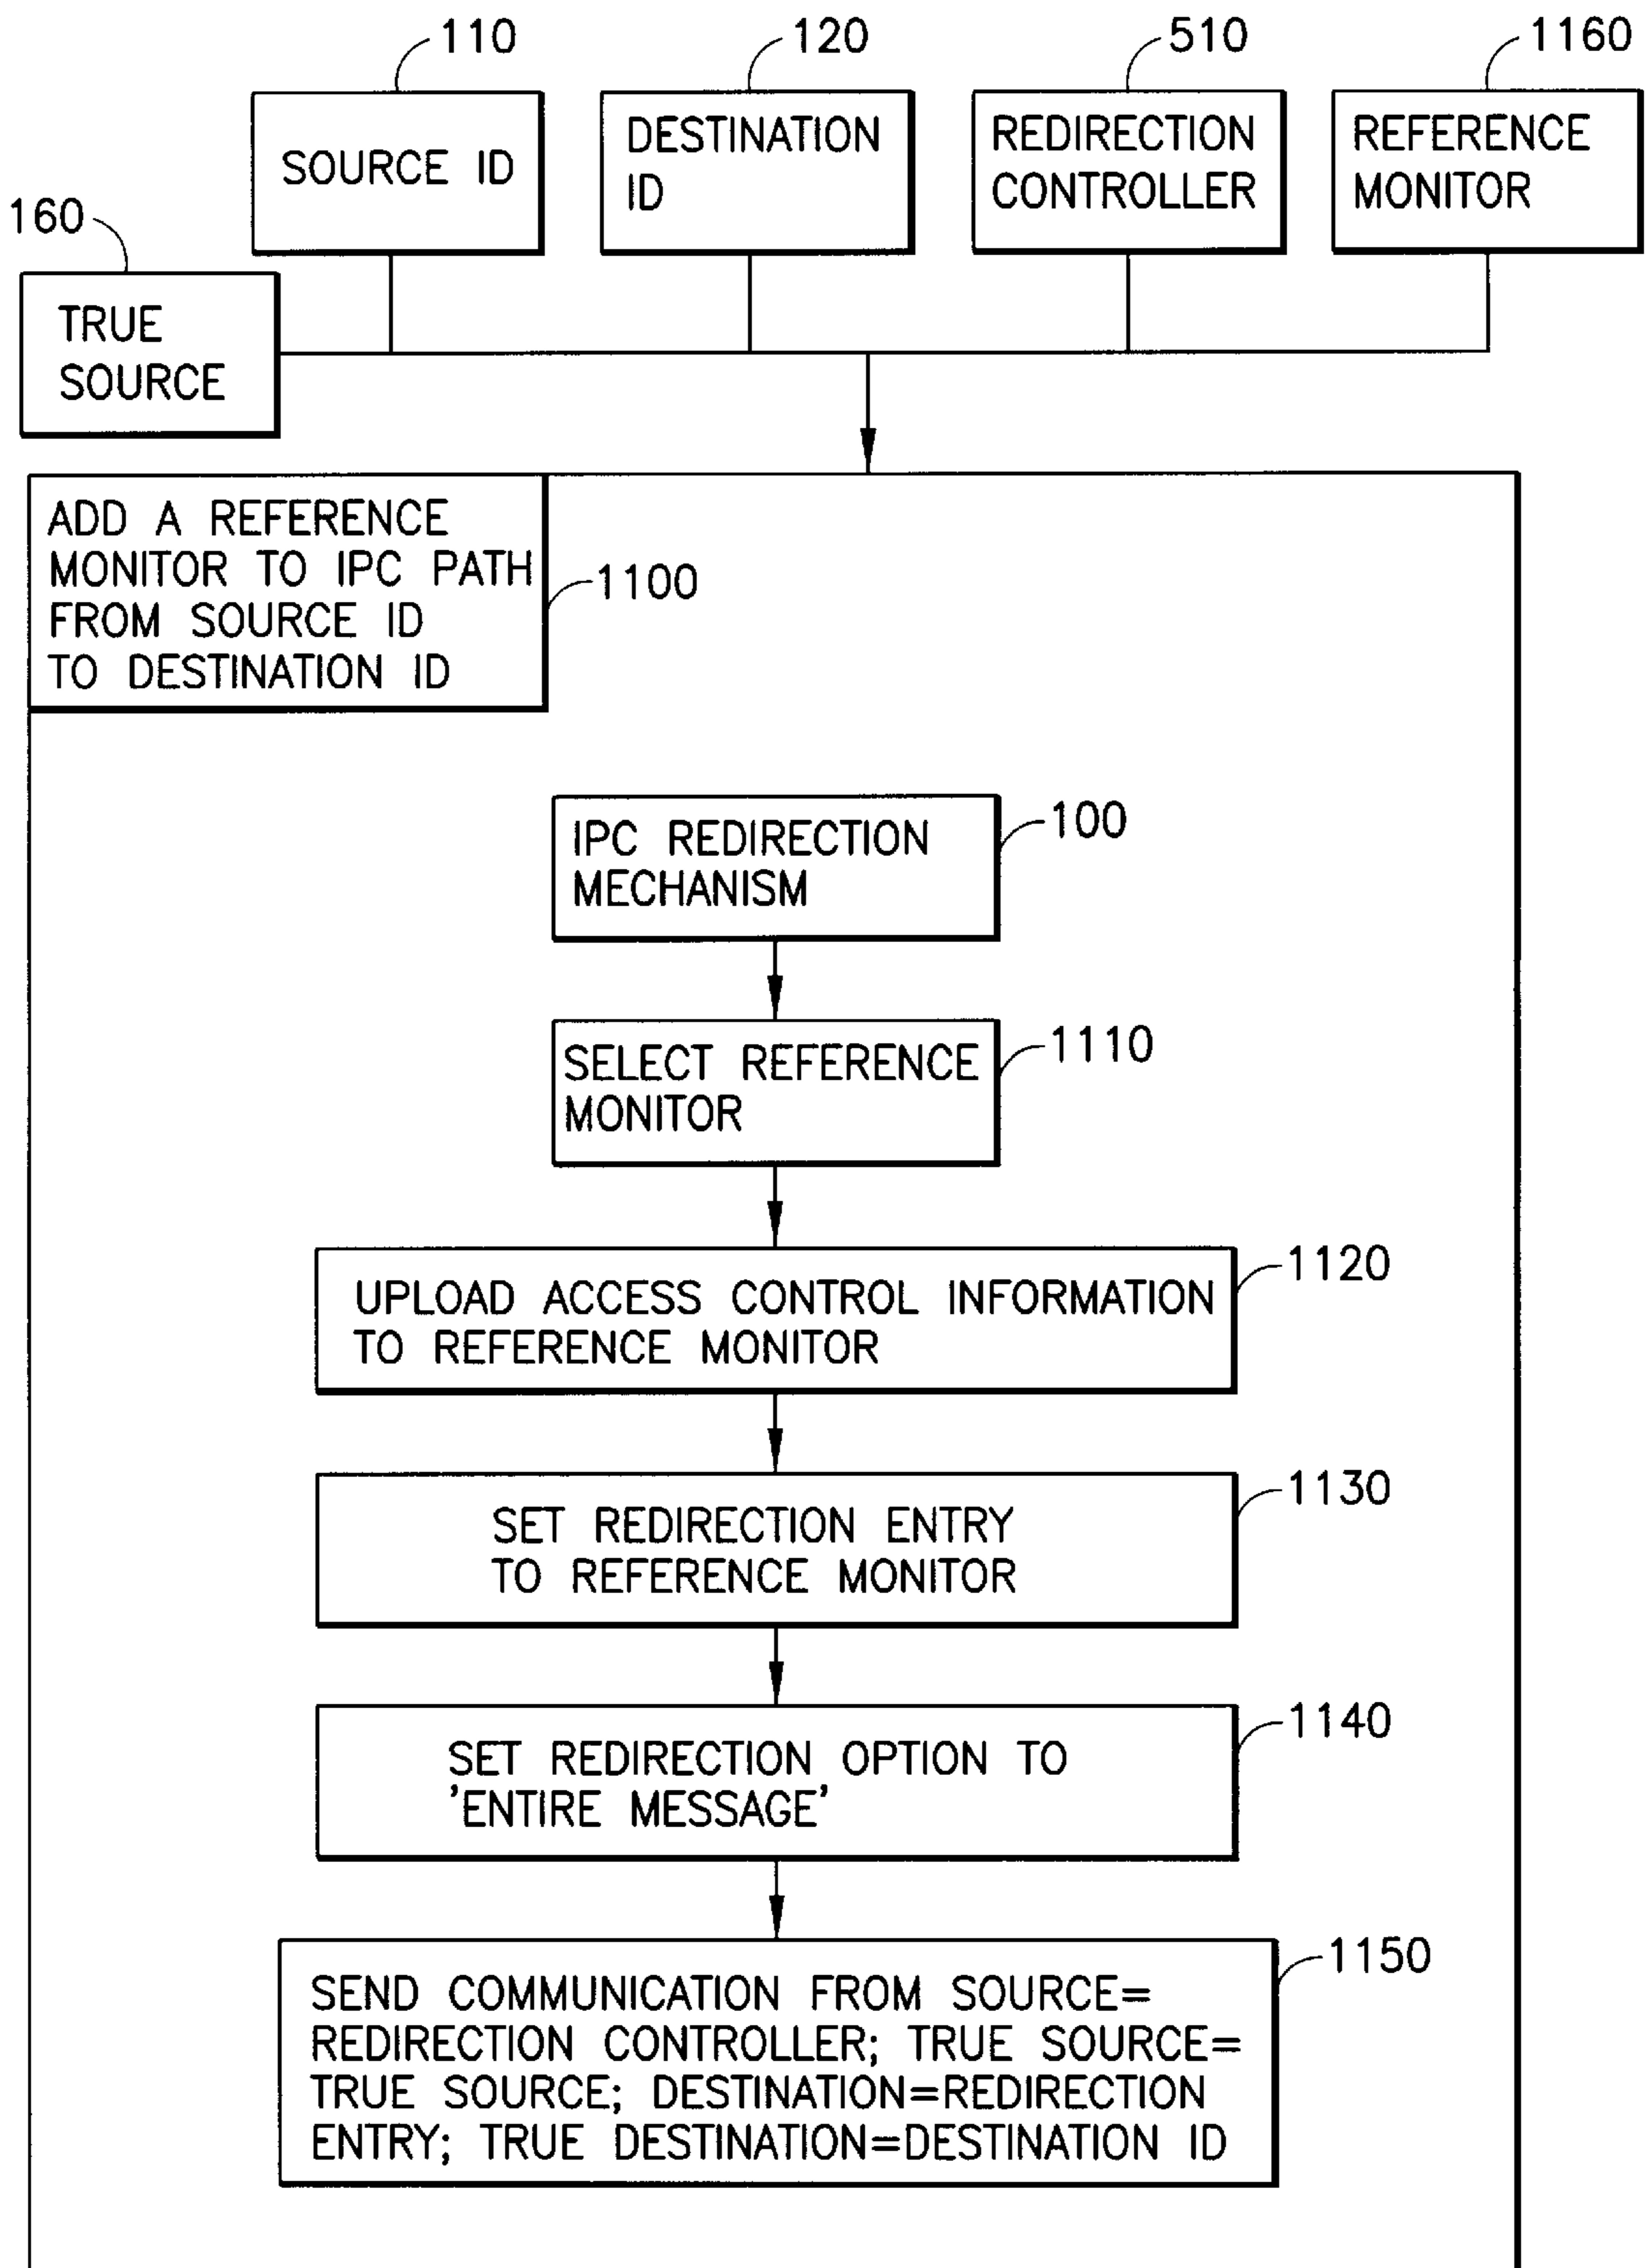 110
120
510
1160
SOURCE ID
DESTINATION
ID
REDIRECTION
CONTROLLER
REFERENCE
MONITOR
160
TRUE
SOURCE
ADD A REFERENCE
MONITOR TO IPC PATH
FROM SOURCE ID
TO DESTINATION ID
1100
IPC REDIRECTION
MECHANISM
100
SELECT REFERENCE
MONITOR
1110
UPLOAD ACCESS CONTROL INFORMATION
TO REFERENCE MONITOR
1120
SET REDIRECTION ENTRY
TO REFERENCE MONITOR
1130
SET REDIRECTION OPTION TO
'ENTIRE MESSAGE'
1140
SEND COMMUNICATION FROM SOURCE=
REDIRECTION CONTROLLER; TRUE SOURCE=
TRUE SOURCE; DESTINATION=REDIRECTION
ENTRY; TRUE DESTINATION=DESTINATION ID
1150